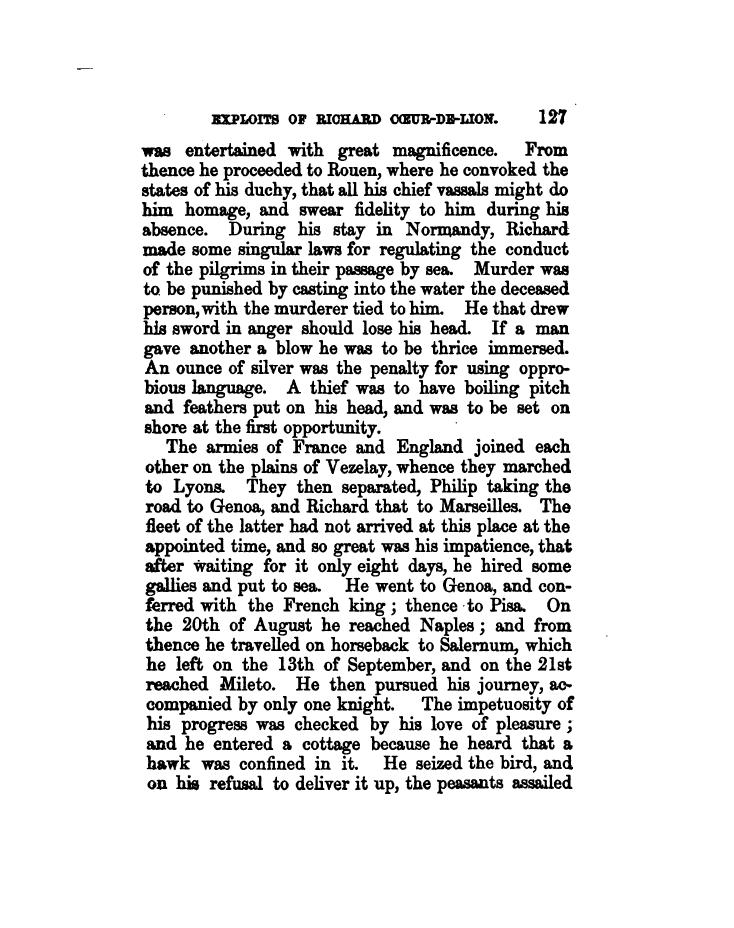 EXPLOITS OF RICHARD CŒUR-DE-LION. 127
was entertained with great magnificence. From
thence he proceeded to Rouen, where he convoked the
states of his duchy, that all his chief vassals might do
him homage, and swear fidelity to him during his
absence. During his stay in Normandy, Richard
made some singular laws for regulating the conduct
of the pilgrims in their passage by sea. Murder was
to be punished by casting into the water the deceased
person, with the murderer tied to him. He that drew
his sword in anger should lose his head. If a man
gave another a blow he was to be thrice immersed.
An ounce of silver was the penalty for using oppro-
bious language. A thief was to have boiling pitch
and feathers put on his head, and was to be set on
shore at the first opportunity.
The armies of France and England joined each
other on the plains of Vezelay, whence they marched
to Lyons. They then separated, Philip taking the
road to Genoa, and Richard that to Marseilles. The
fleet of the latter had not arrived at this place at the
appointed time, and so great was his impatience, that
after waiting for it only eight days, he hired some
gallies and put to sea. He went to Genoa, and con-
ferred with the French king; thence to Pisa. On
the 20th of August he reached Naples; and from
thence he travelled on horseback to Salernum, which
he left on the 13th of September, and on the 21st
reached Mileto. He then pursued his journey, ac-
companied by only one knight. The impetuosity of
his progress was checked by his love of pleasure;
and he entered a cottage because he heard that a
hawk was confined in it. He seized the bird, and
on his refusal to deliver it up, the peasants assailed